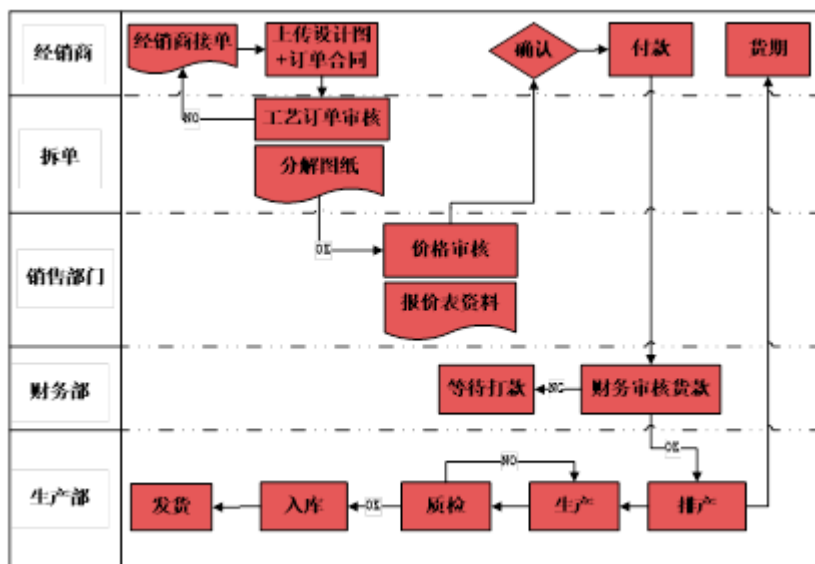 经销商
经销商接单
上传设计图
+订单合同
确认
付款
货期
NO
工艺订单审核
拆单
分解图纸
OK
价格审核
销售部门
报价表资料
财务部
等待打款
NO
财务审核货款
OK
NO
生产部
发货
入库
OK
质检
生产
排产